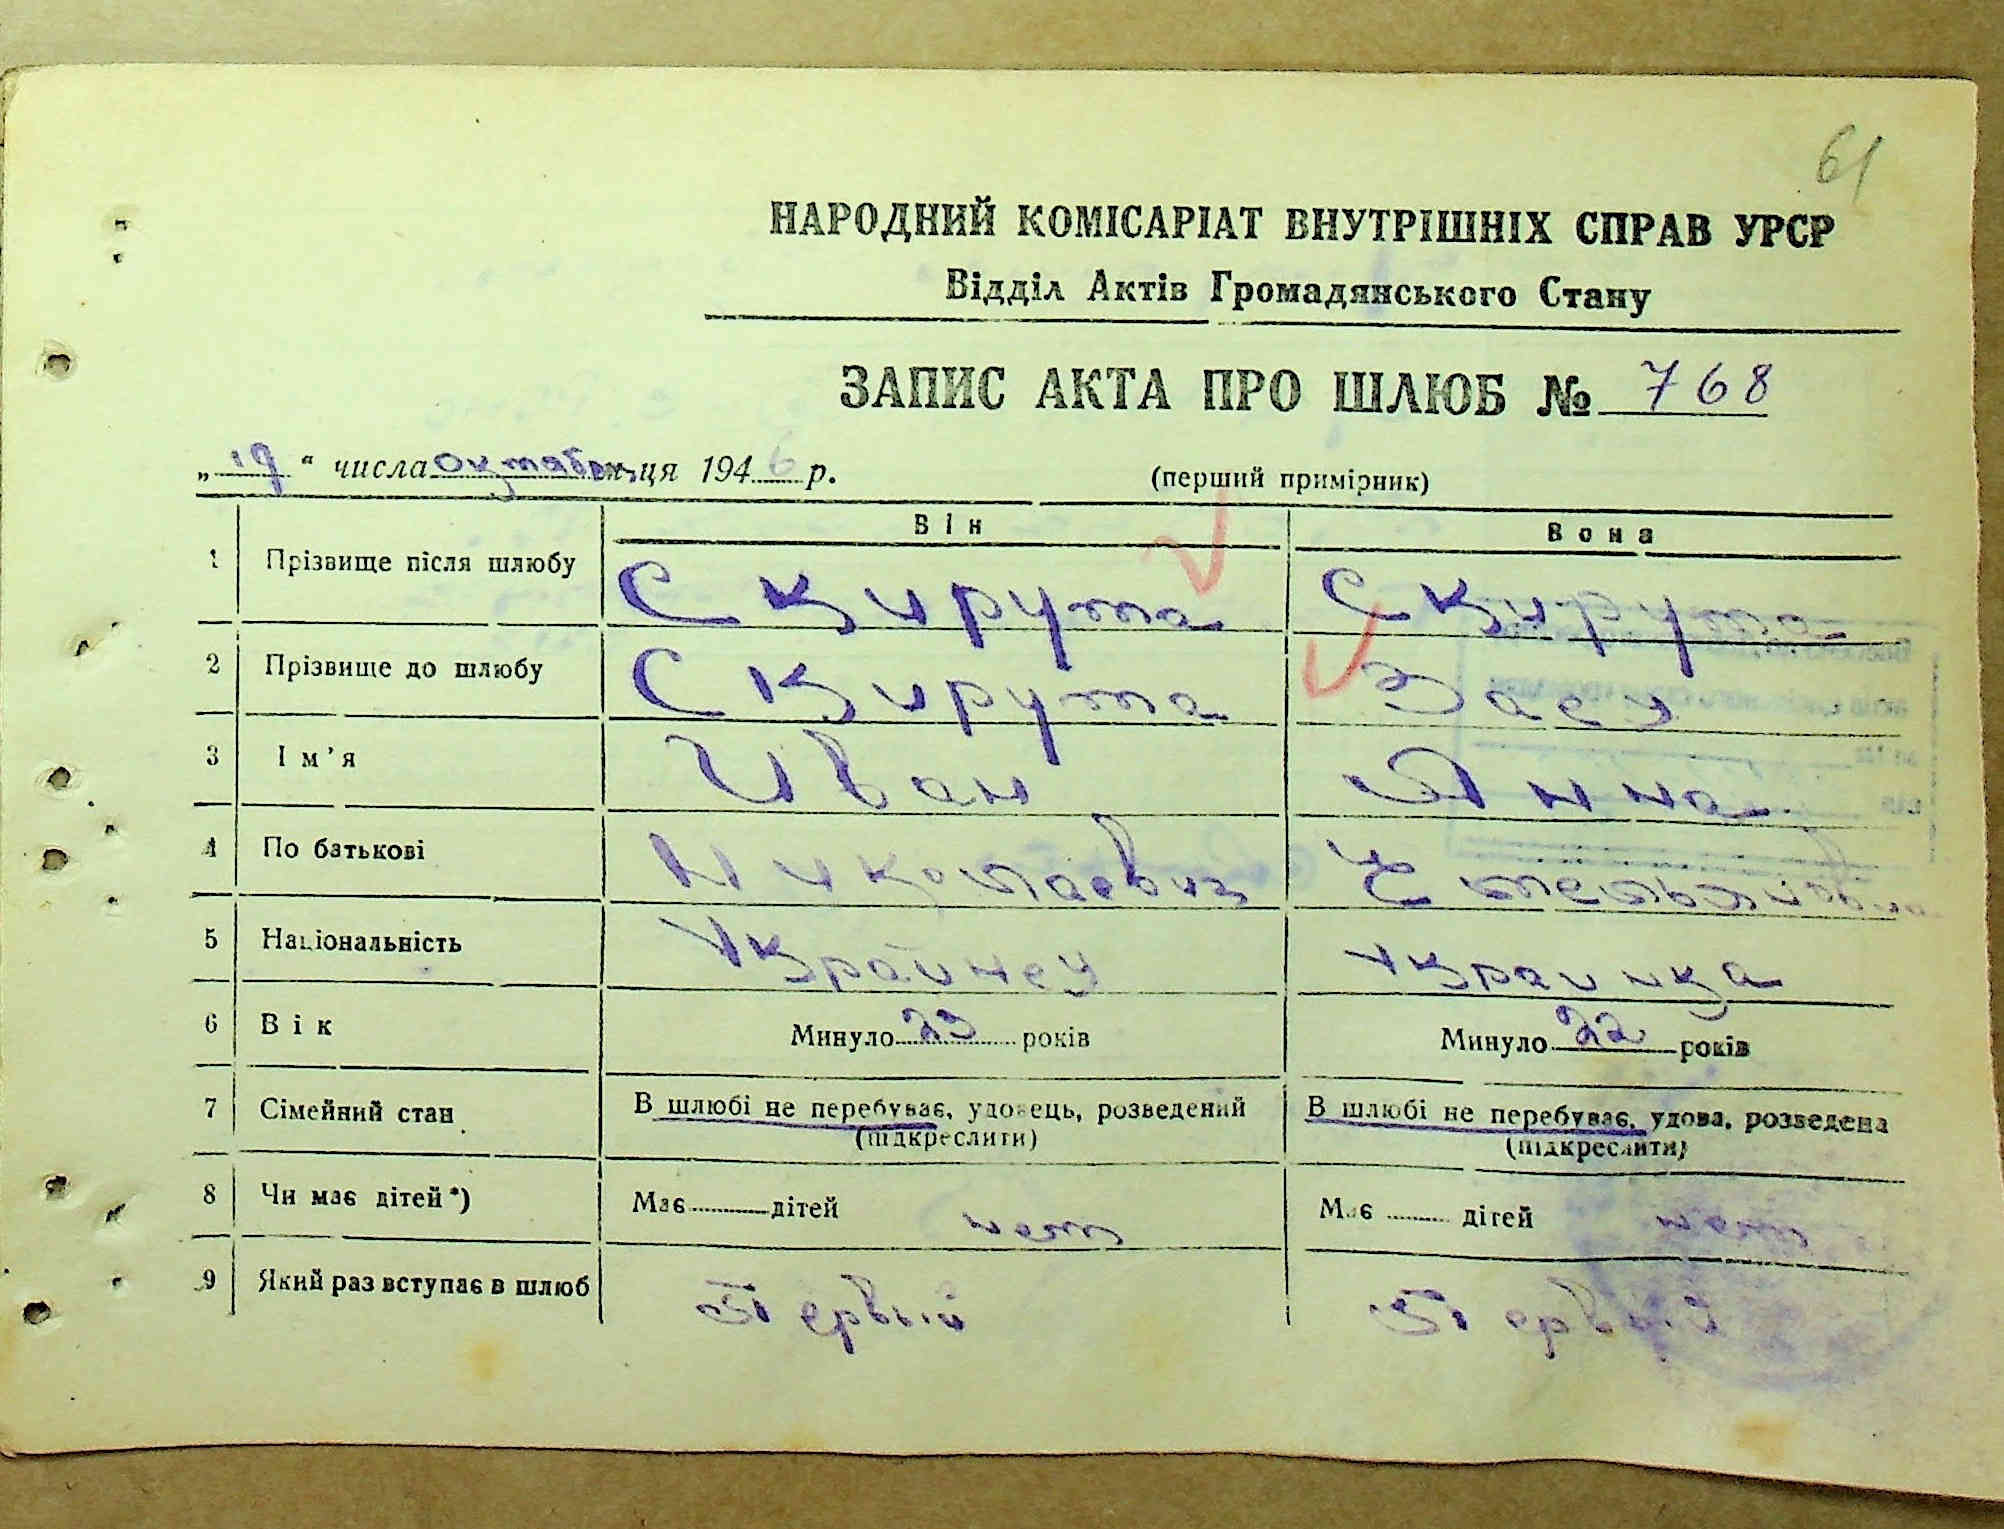 61
НАРОДНИЙ КОМІСАРІАТ ВНУТРІШНІХ СПРАВ УРСР
Відділ Актів Громадянського Стану
ЗАПИС АКТА ПРО ШЛЮБ № 768
„19“ числа октября м-ця 1946 р. (перший примірник)
Він Вона
1 Прізвище після шлюбу Скирута Скирута
2 Прізвище до шлюбу Скирута Заец
3 Ім'я Иван Анна
4 По батькові Николаевич Емельяновна
5 Національність Украинец украинка
6 Вік Минуло 23 років Минуло 22 років
7 Сімейний стан В шлюбі не перебуває, удовець, розведений В шлюбі не перебуває, удова, розведена
(підкреслити) (підкреслити)
8 Чи має дітей*) Має дітей нет Має дітей нет
9 Який раз вступає в шлюб Первый Первый